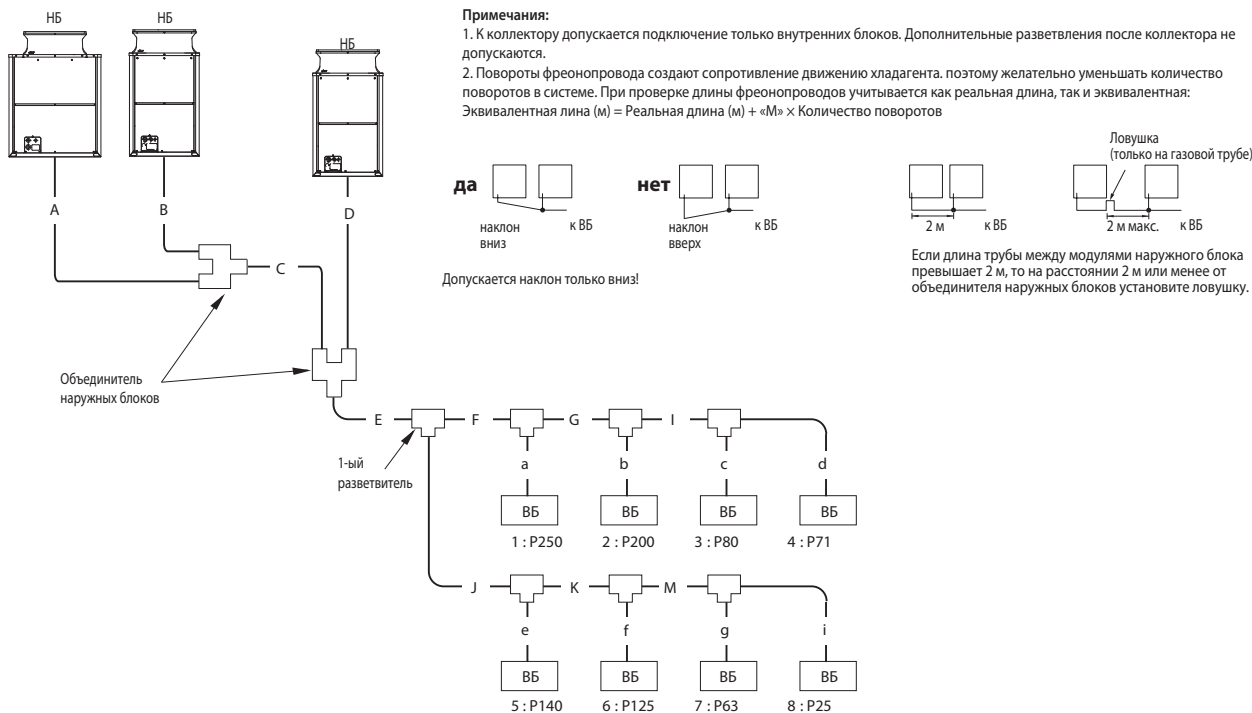 НБ
НБ
НБ
Примечания:
1. К коллектору допускается подключение только внутренних блоков. Дополнительные разветвления после коллектора не
допускаются.
2. Повороты фреонопровода создают сопротивление движению хладагента. поэтому желательно уменьшать количество
поворотов в системе. При проверке длины фреонопроводов учитывается как реальная длина, так и эквивалентная:
Эквивалентная лина (м) = Реальная длина (м) + «М» × Количество поворотов
да
наклон
вниз
к ВБ
нет
наклон
вверх
к ВБ
Допускается наклон только вниз!
2 м
к ВБ
Ловушка
(только на газовой трубе)
2 м макс.
к ВБ
Если длина трубы между модулями наружного блока
превышает 2 м, то на расстоянии 2 м или менее от
объединителя наружных блоков установите ловушку.
A
B
D
C
Объединитель
наружных блоков
E
F
G
I
1-ый
разветвитель
a
b
c
d
ВБ
ВБ
ВБ
ВБ
1 : P250
2 : P200
3 : P80
4 : P71
J
K
M
e
f
g
i
ВБ
ВБ
ВБ
ВБ
5 : P140
6 : P125
7 : P63
8 : P25